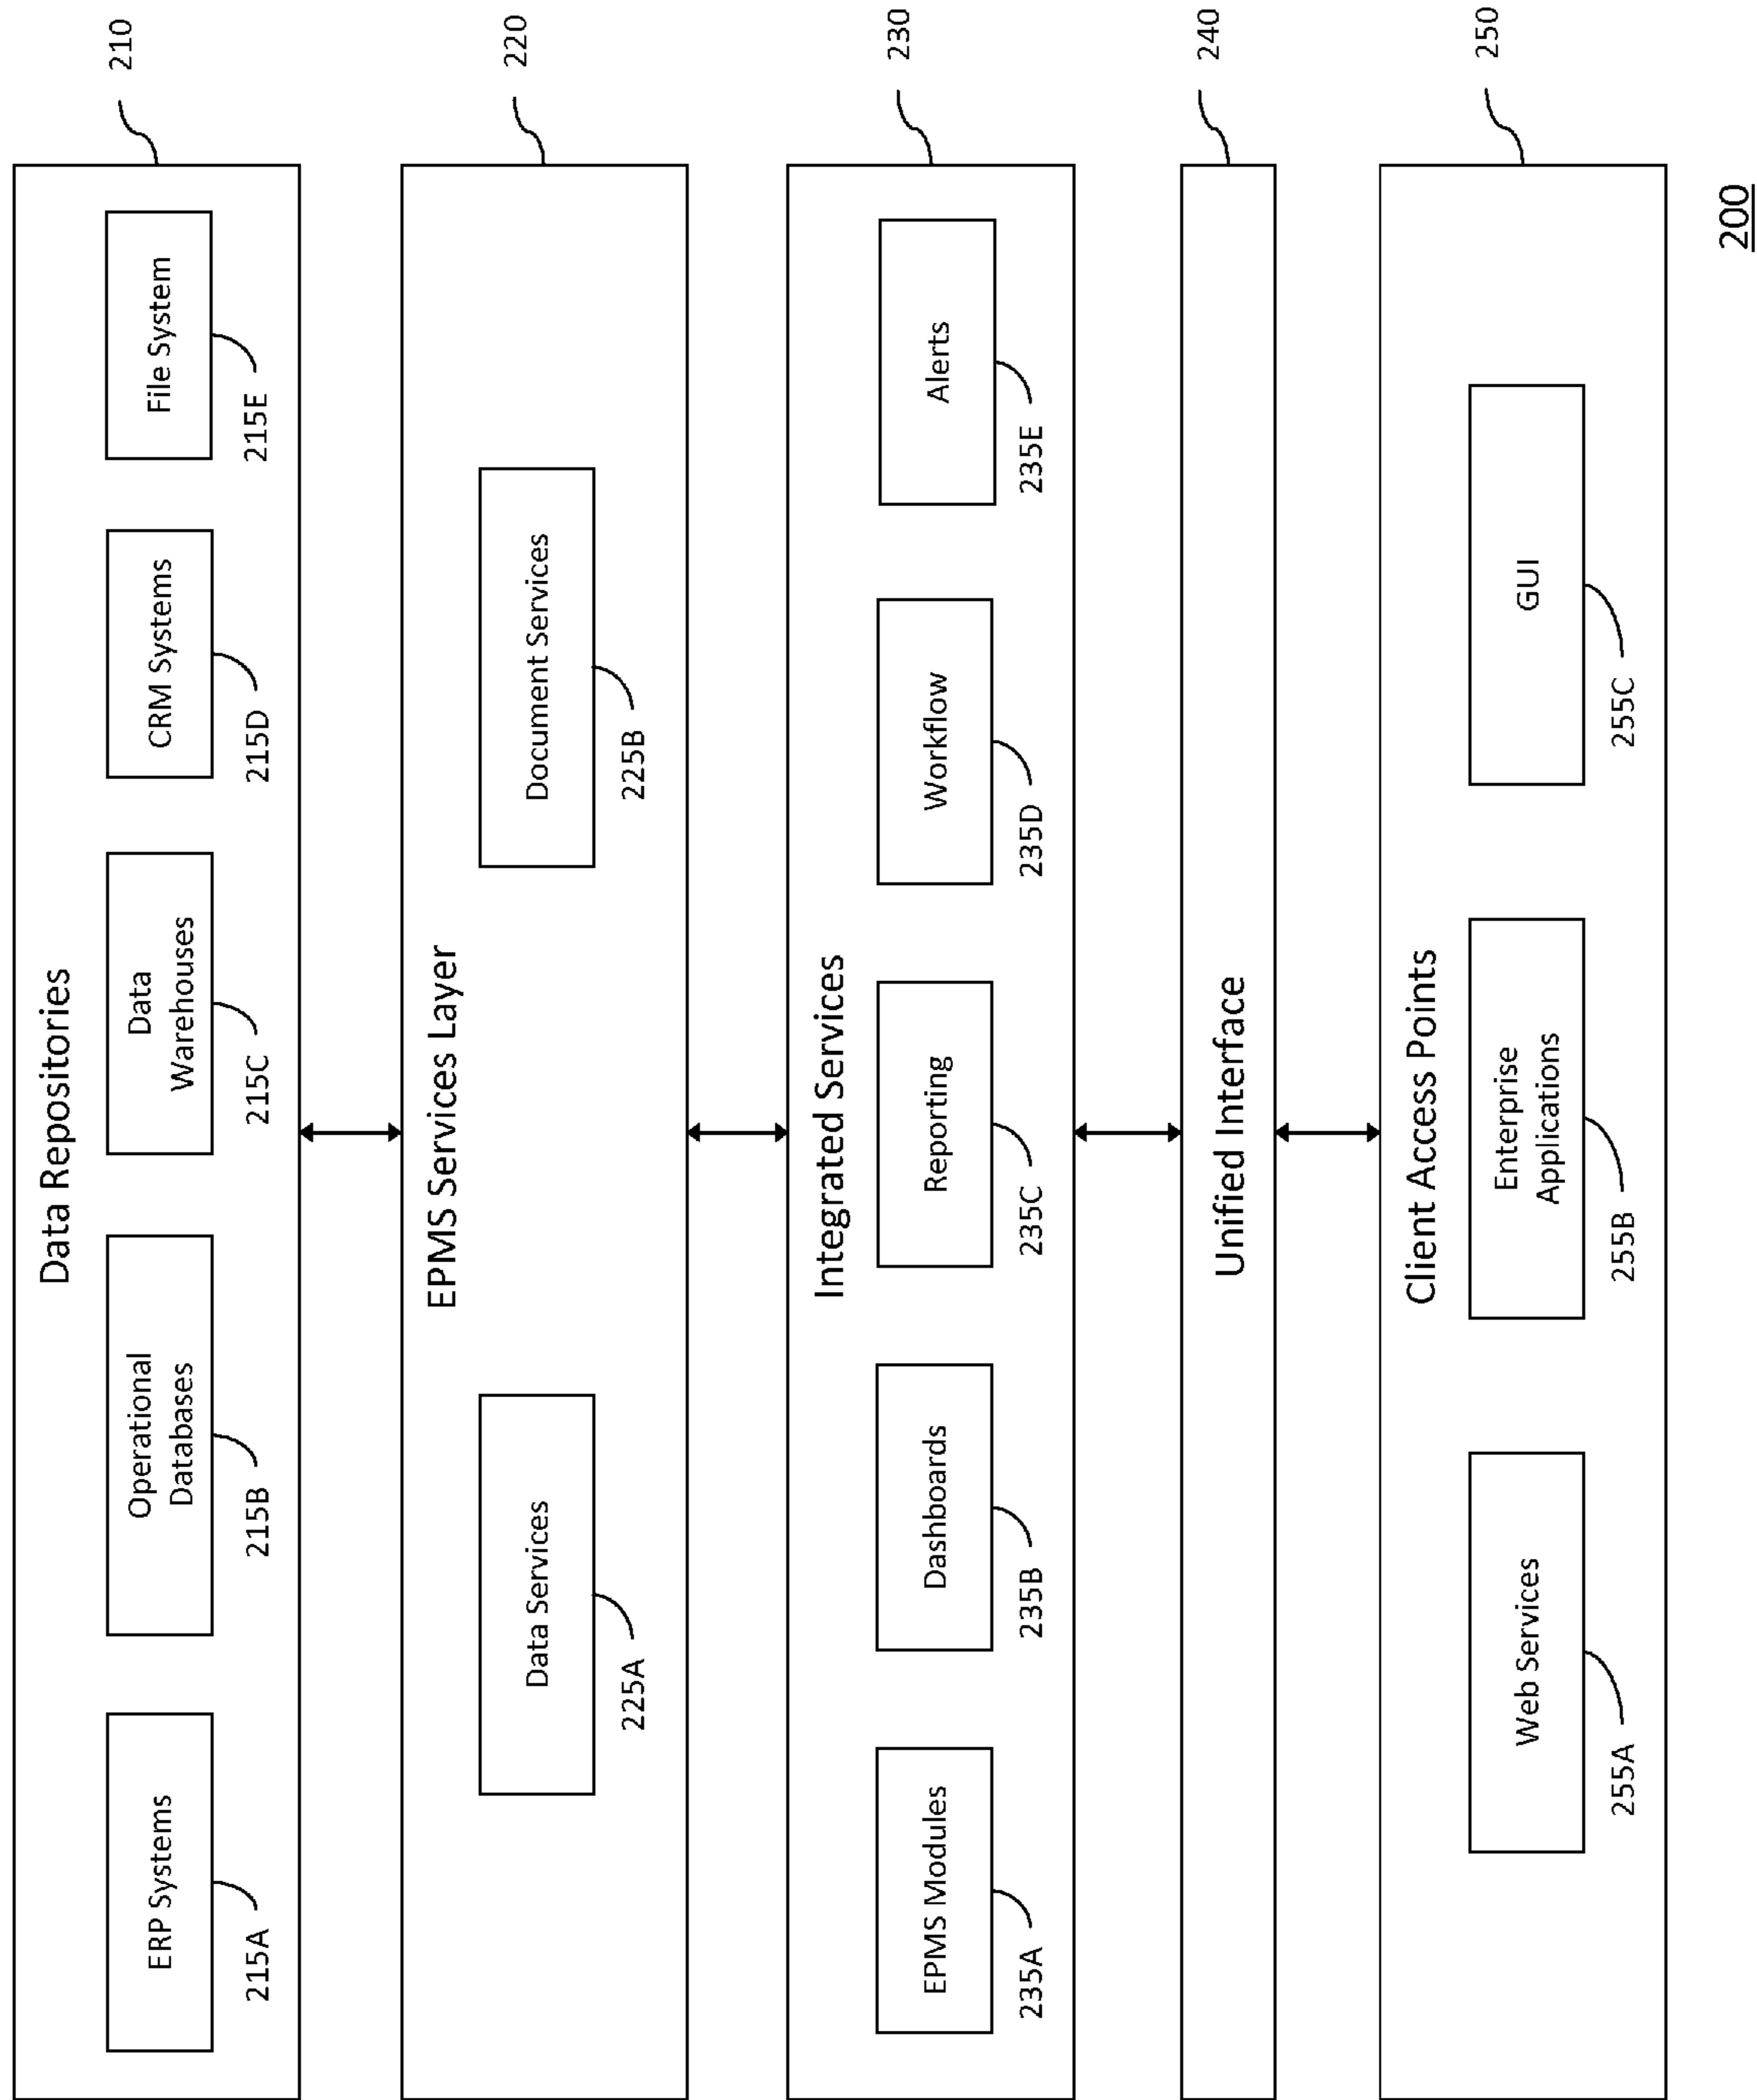 Data Repositories
210
ERP Systems
215A
Operational
Databases
215B
Data
Warehouses
215C
CRM Systems
215D
File System
215E
EPMS Services Layer
220
Data Services
225A
Document Services
225B
Integrated Services
230
EPMS Modules
235A
Dashboards
235B
Reporting
235C
Workflow
235D
Alerts
235E
Unified Interface
240
Client Access Points
250
Web Services
255A
Enterprise
Applications
255B
GUI
255C
200